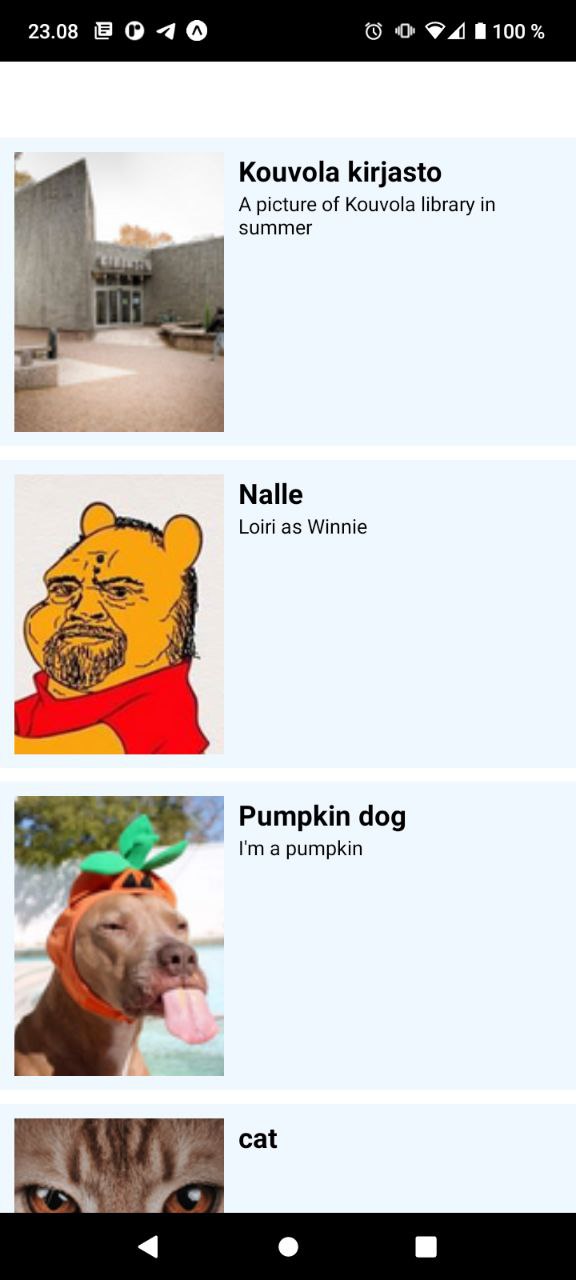 23.08
100 %
Kouvola kirjasto
A picture of Kouvola library in
summer
Nalle
Loiri as Winnie
Pumpkin dog
I'm a pumpkin
cat